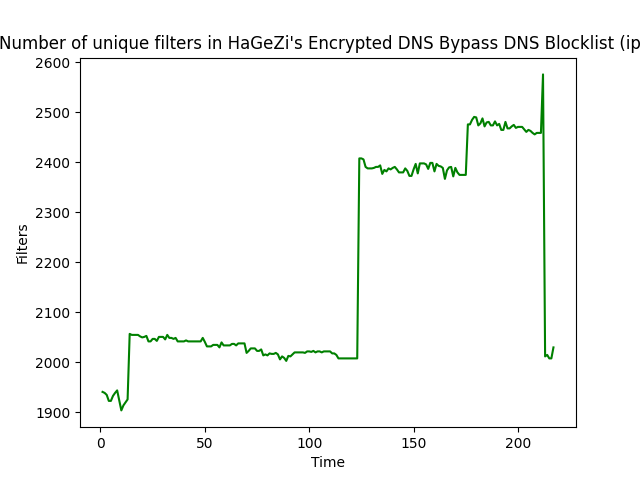 Number of unique filters in HaGeZi's Encrypted DNS Bypass DNS Blocklist (ip
2600
2500
2400
2300
2200
2100
2000
1900
Filters
0 50 100 150 200
Time